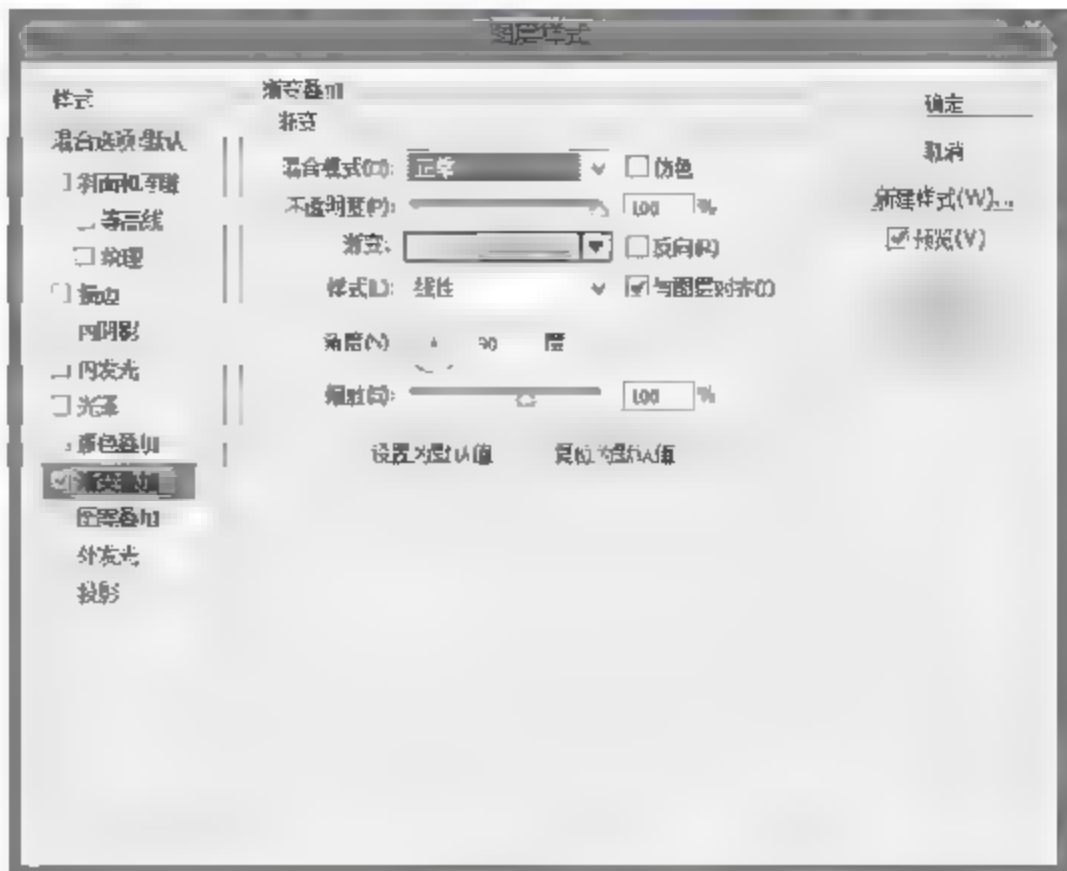 图层样式
样式
混合选项:默认
斜面和浮雕
等高线
纹理
描边
内阴影
内发光
光泽
颜色叠加
渐变叠加
图案叠加
外发光
投影
渐变叠加
渐变
混合模式(O): 正常 仿色
不透明度(P): 100 %
渐变: 反向(R)
样式(L): 线性 与图层对齐(I)
角度(N) 90 度
缩放(S): 100 %
设置为默认值 复位为默认值
确定
取消
新建样式(W)...
预览(V)